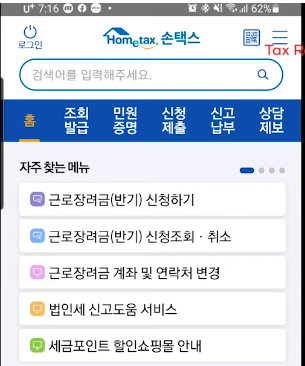 U+ 7:16 62%
로그인
Hometax. 손택스
Tax R
검색어를 입력해주세요.
홈 조회 민원 신청 신고 상담
발급 증명 제출 납부 제보
자주 찾는 메뉴
근로장려금(반기) 신청하기
근로장려금(반기) 신청조회 · 취소
근로장려금 계좌 및 연락처 변경
법인세 신고도움 서비스
세금포인트 할인쇼핑몰 안내